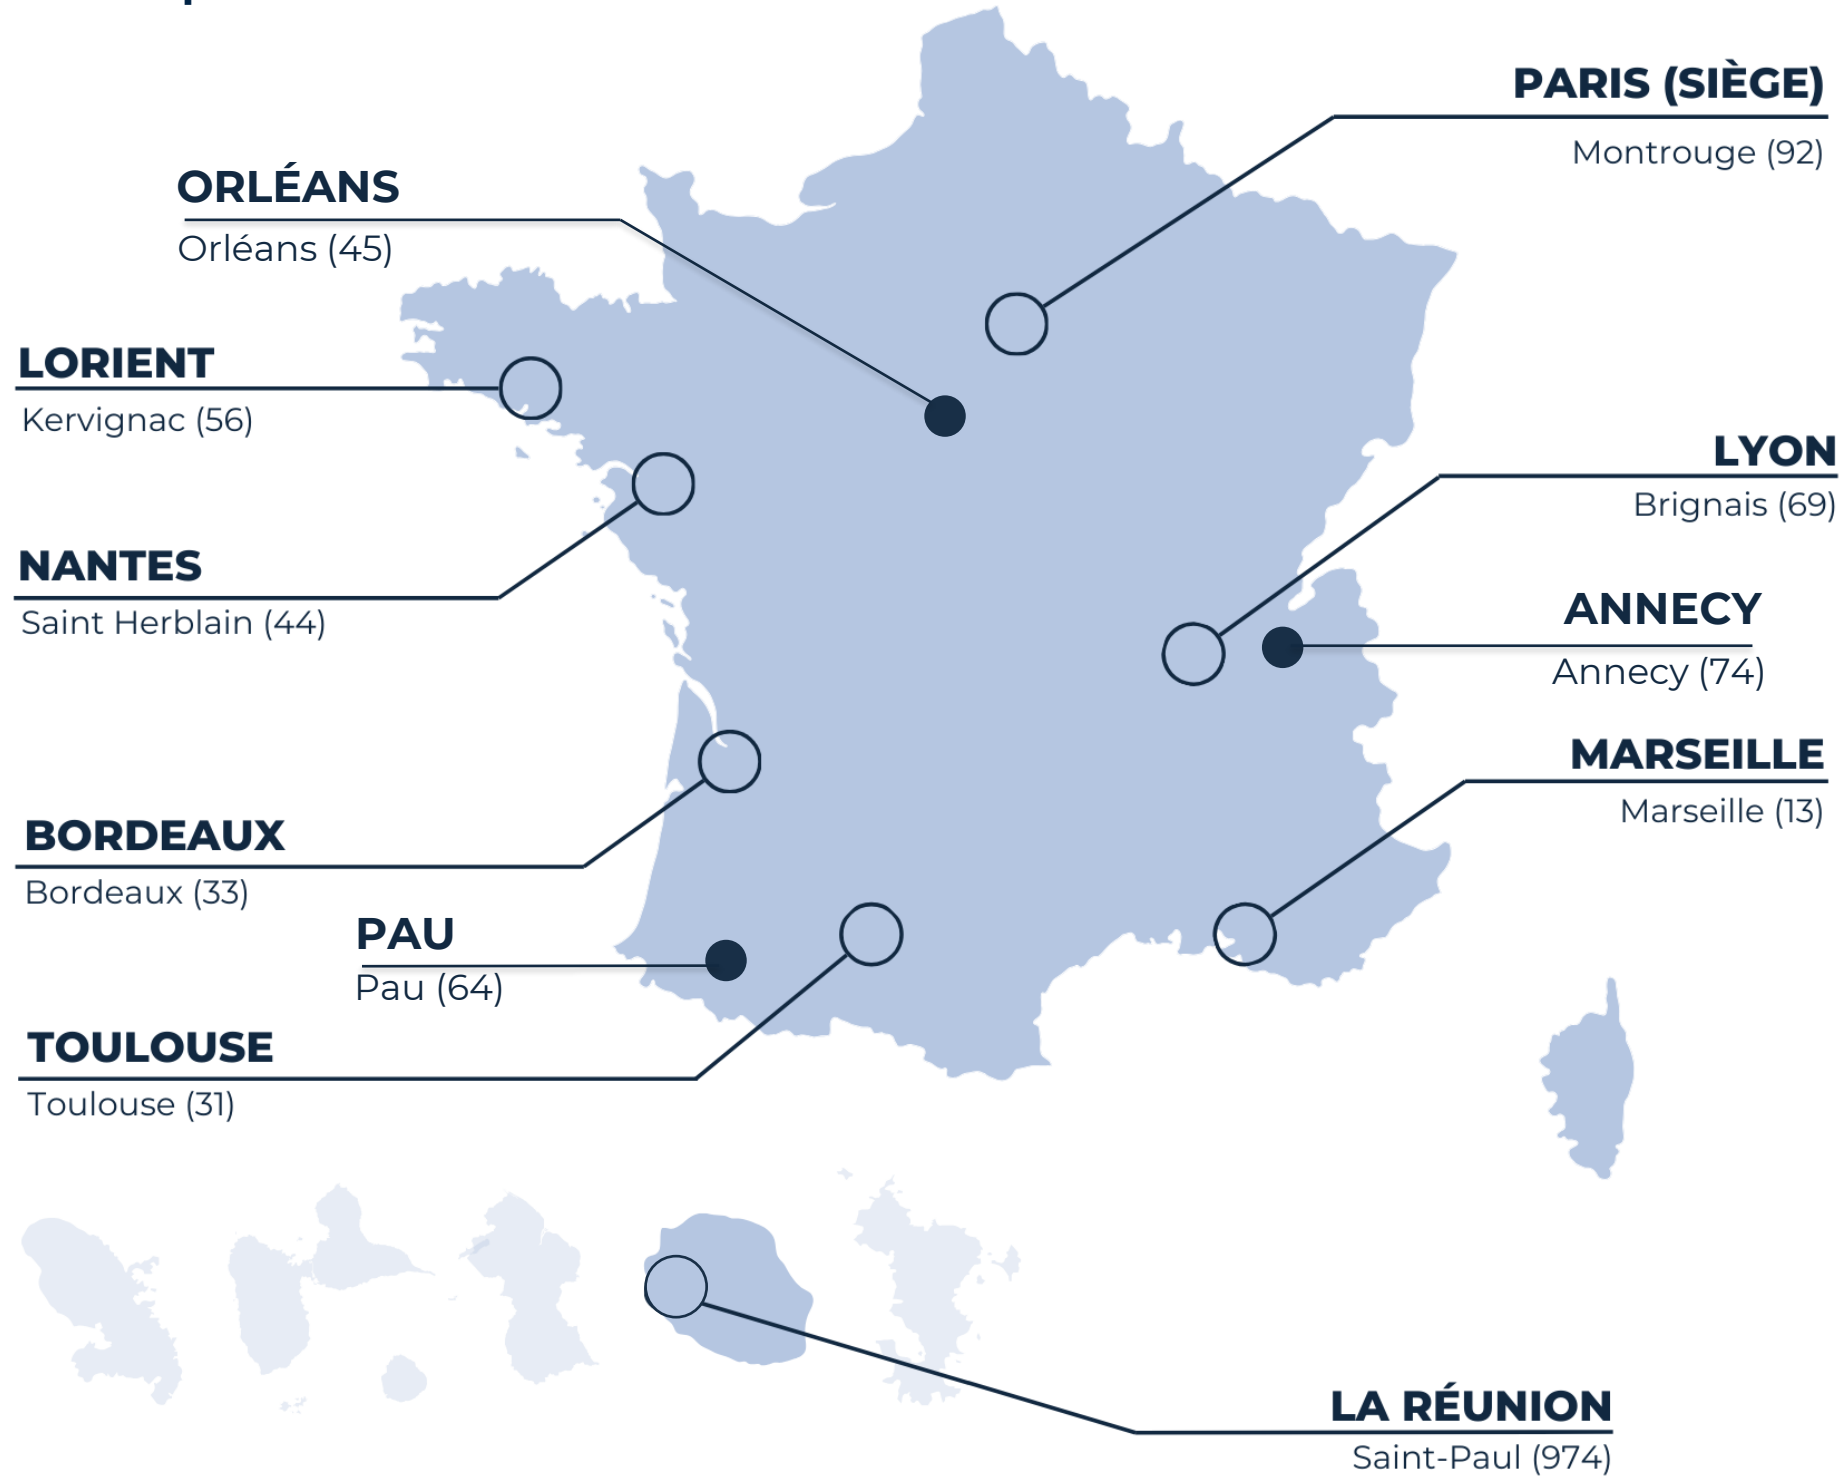 PARIS (SIÈGE)
Montrouge (92)
ORLÉANS
Orléans (45)
LORIENT
Kervignac (56)
LYON
Brignais (69)
NANTES
Saint Herblain (44)
ANNECY
Annecy (74)
MARSEILLE
Marseille (13)
BORDEAUX
Bordeaux (33)
PAU
Pau (64)
TOULOUSE
Toulouse (31)
LA RÉUNION
Saint-Paul (974)